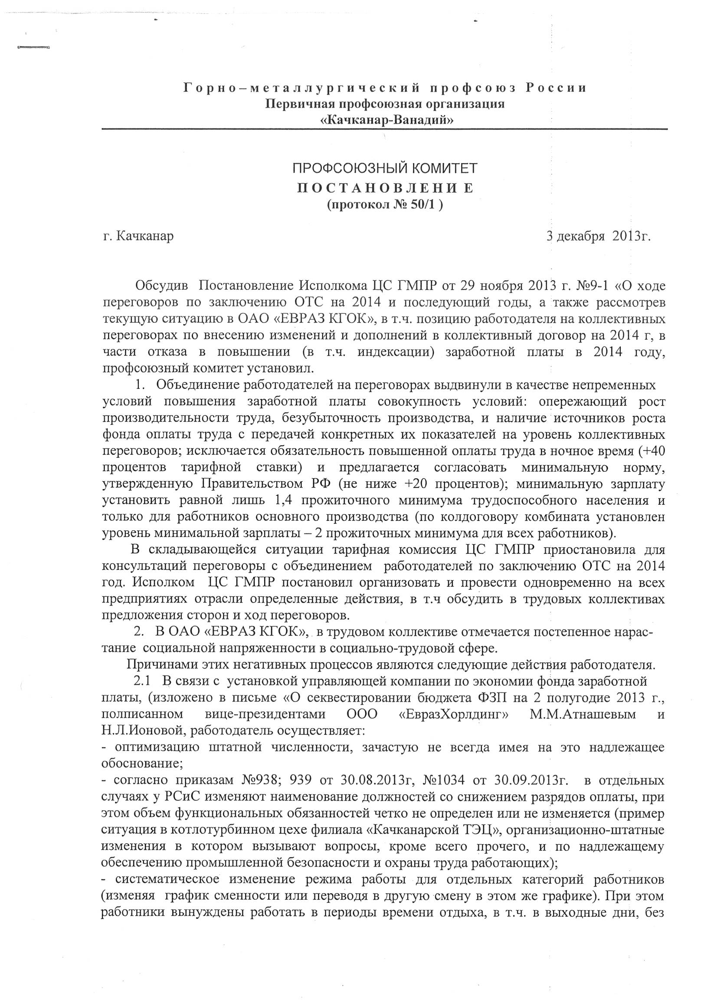 Горно–металлургический профсоюз России
Первичная профсоюзная организация
«Качканар-Ванадий»
ПРОФСОЮЗНЫЙ КОМИТЕТ
ПОСТАНОВЛЕНИЕ
(протокол № 50/1 )
г. Качканар 3 декабря 2013г.
Обсудив Постановление Исполкома ЦС ГМПР от 29 ноября 2013 г. №9-1 «О ходе
переговоров по заключению ОТС на 2014 и последующий годы, а также рассмотрев
текущую ситуацию в ОАО «ЕВРАЗ КГОК», в т.ч. позицию работодателя на коллективных
переговорах по внесению изменений и дополнений в коллективный договор на 2014 г, в
части отказа в повышении (в т.ч. индексации) заработной платы в 2014 году,
профсоюзный комитет установил.
1. Объединение работодателей на переговорах выдвинули в качестве непременных
условий повышения заработной платы совокупность условий: опережающий рост
производительности труда, безубыточность производства, и наличие источников роста
фонда оплаты труда с передачей конкретных их показателей на уровень коллективных
переговоров; исключается обязательность повышенной оплаты труда в ночное время (+40
процентов тарифной ставки) и предлагается согласовать минимальную норму,
утвержденную Правительством РФ (не ниже +20 процентов); минимальную зарплату
установить равной лишь 1,4 прожиточного минимума трудоспособного населения и
только для работников основного производства (по колдоговору комбината установлен
уровень минимальной зарплаты – 2 прожиточных минимума для всех работников).
В складывающейся ситуации тарифная комиссия ЦС ГМПР приостановила для
консультаций переговоры с объединением работодателей по заключению ОТС на 2014
год. Исполком ЦС ГМПР постановил организовать и провести одновременно на всех
предприятиях отрасли определенные действия, в т.ч обсудить в трудовых коллективах
предложения сторон и ход переговоров.
2. В ОАО «ЕВРАЗ КГОК», в трудовом коллективе отмечается постепенное нарас-
тание социальной напряженности в социально-трудовой сфере.
Причинами этих негативных процессов являются следующие действия работодателя.
2.1 В связи с установкой управляющей компании по экономии фонда заработной
платы, (изложено в письме «О секвестировании бюджета ФЗП на 2 полугодие 2013 г.,
полписанном вице-президентами ООО «ЕвразХорлдинг» М.М.Атнашевым и
Н.Л.Ионовой, работодатель осуществляет:
- оптимизацию штатной численности, зачастую не всегда имея на это надлежащее
обоснование;
- согласно приказам №938; 939 от 30.08.2013г, №1034 от 30.09.2013г. в отдельных
случаях у РСиС изменяют наименование должностей со снижением разрядов оплаты, при
этом объем функциональных обязанностей четко не определен или не изменяется (пример
ситуация в котлотурбинном цехе филиала «Качканарской ТЭЦ», организационно-штатные
изменения в котором вызывают вопросы, кроме всего прочего, и по надлежащему
обеспечению промышленной безопасности и охраны труда работающих);
- систематическое изменение режима работы для отдельных категорий работников
(изменяя график сменности или переводя в другую смену в этом же графике). При этом
работники вынуждены работать в периоды времени отдыха, в т.ч. в выходные дни, без